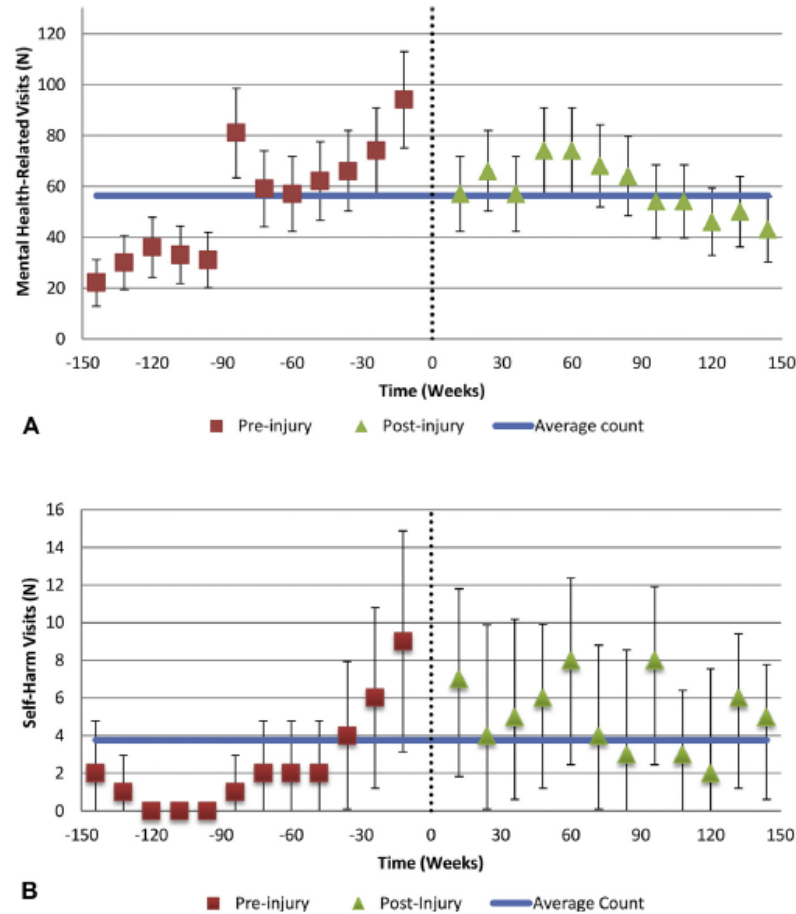 120
100
80
60
40
20
0
Mental Health-Related Visits (N)
-150 -120 -90 -60 -30 0 30 60 90 120 150
Time (Weeks)
A
Pre-injury Post-injury Average count
16
14
12
10
8
6
4
2
0
Self-Harm Visits (N)
-150 -120 -90 -60 -30 0 30 60 90 120 150
Time (Weeks)
B
Pre-injury Post-Injury Average Count